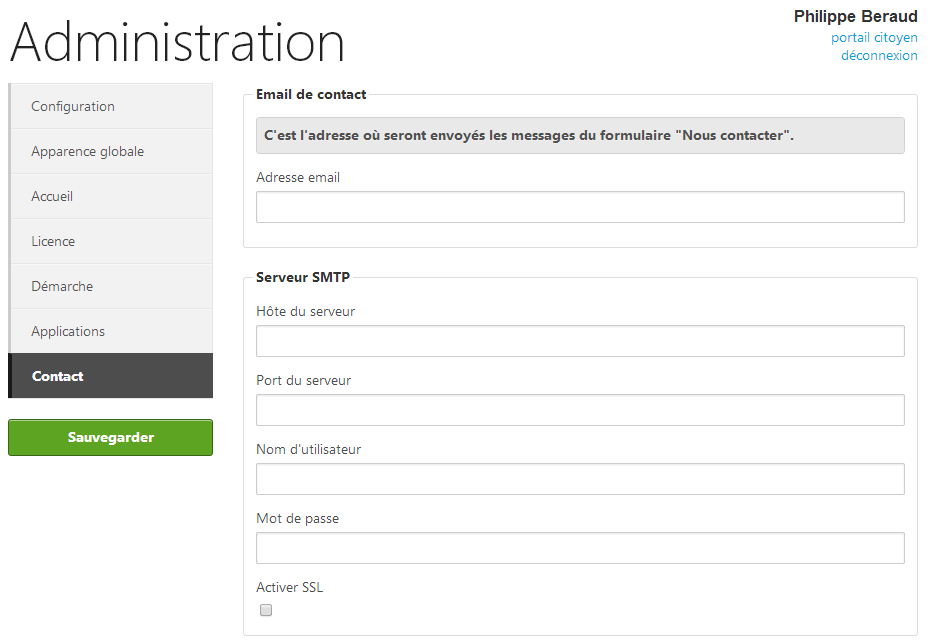 Administration
Philippe Beraud
portail citoyen
déconnexion
Configuration
Apparence globale
Accueil
Licence
Démarche
Applications
Contact
Sauvegarder
Email de contact
C'est l'adresse où seront envoyés les messages du formulaire "Nous contacter".
Adresse email
Serveur SMTP
Hôte du serveur
Port du serveur
Nom d'utilisateur
Mot de passe
Activer SSL